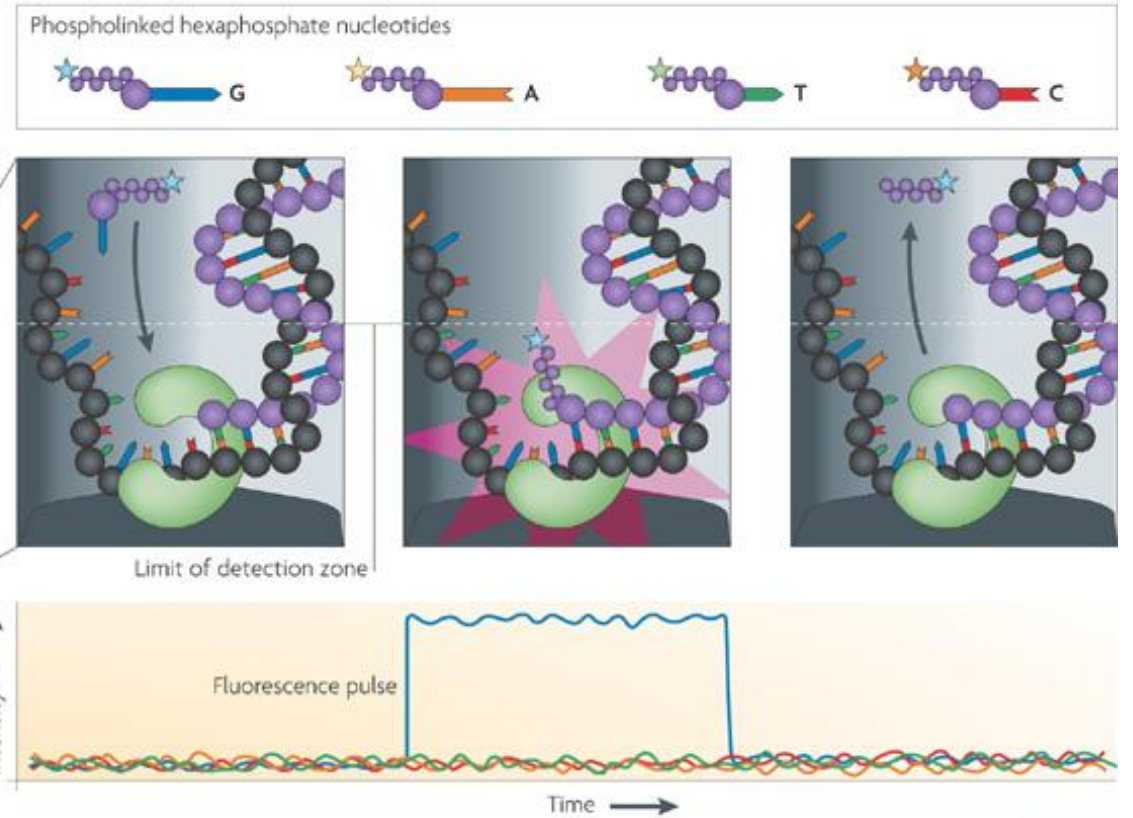 Phospholinked hexaphosphate nucleotides
G
A
T
C
Limit of detection zone
Fluorescence pulse
Time